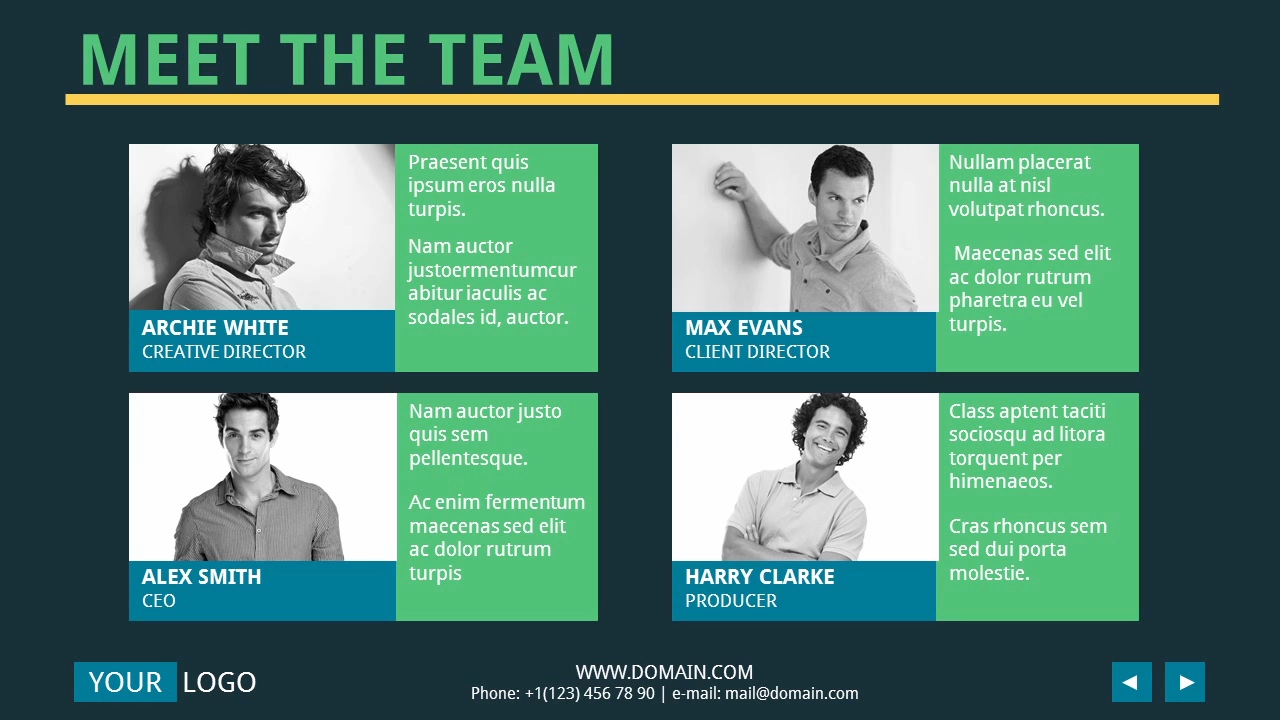 MEET THE TEAM
Praesent quis
ipsum eros nulla
turpis.
Nam auctor
justoermentumcur
abitur iaculis ac
sodales id, auctor.
ARCHIE WHITE
CREATIVE DIRECTOR
Nullam placerat
nulla at nisl
volutpat rhoncus.
Maecenas sed elit
ac dolor rutrum
pharetra eu vel
turpis.
MAX EVANS
CLIENT DIRECTOR
Nam auctor justo
quis sem
pellentesque.
Ac enim fermentum
maecenas sed elit
ac dolor rutrum
turpis
ALEX SMITH
CEO
Class aptent taciti
sociosqu ad litora
torquent per
himenaeos.
Cras rhoncus sem
sed dui porta
molestie.
HARRY CLARKE
PRODUCER
YOUR LOGO
WWW.DOMAIN.COM
Phone: +1(123) 456 78 90 | e-mail: mail@domain.com